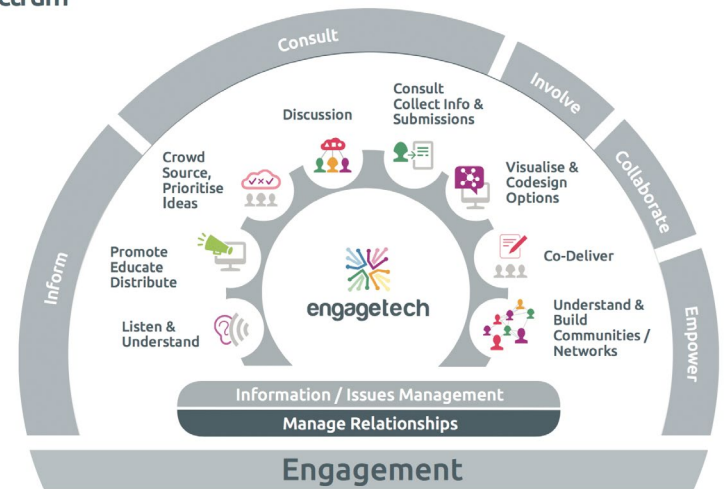 Consult
Involve
Collaborate
Inform
Empower
Consult
Collect Info &
Submissions
Discussion
Crowd
Source,
Prioritise
Ideas
Visualise &
Codesign
Options
Promote
Educate
Distribute
Co-Deliver
Listen &
Understand
Understand &
Build
Communities /
Networks
engagetech
Information / Issues Management
Manage Relationships
Engagement